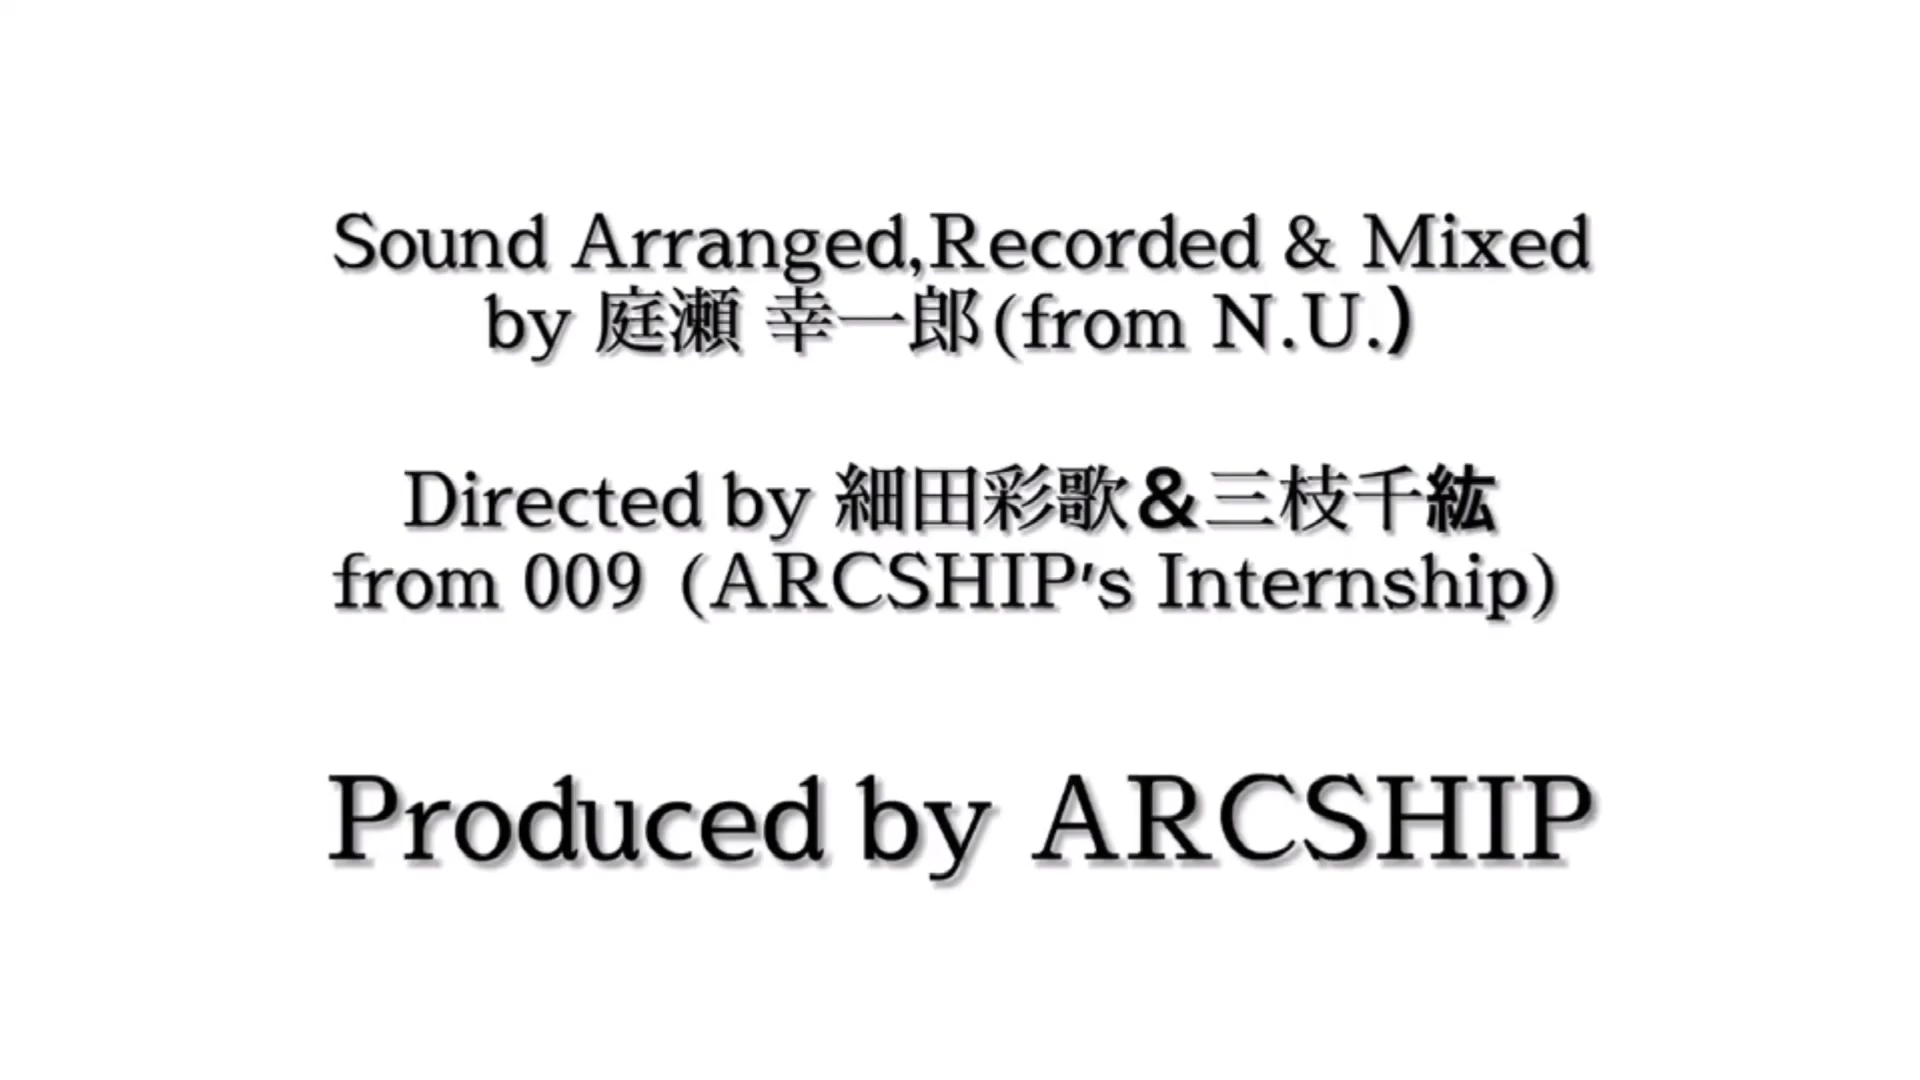 Sound Arranged,Recorded & Mixed
by 庭瀬 幸一郎(from N.U.)
Directed by 細田彩歌&三枝千紘
from 009 (ARCSHIP's Internship)
Produced by ARCSHIP